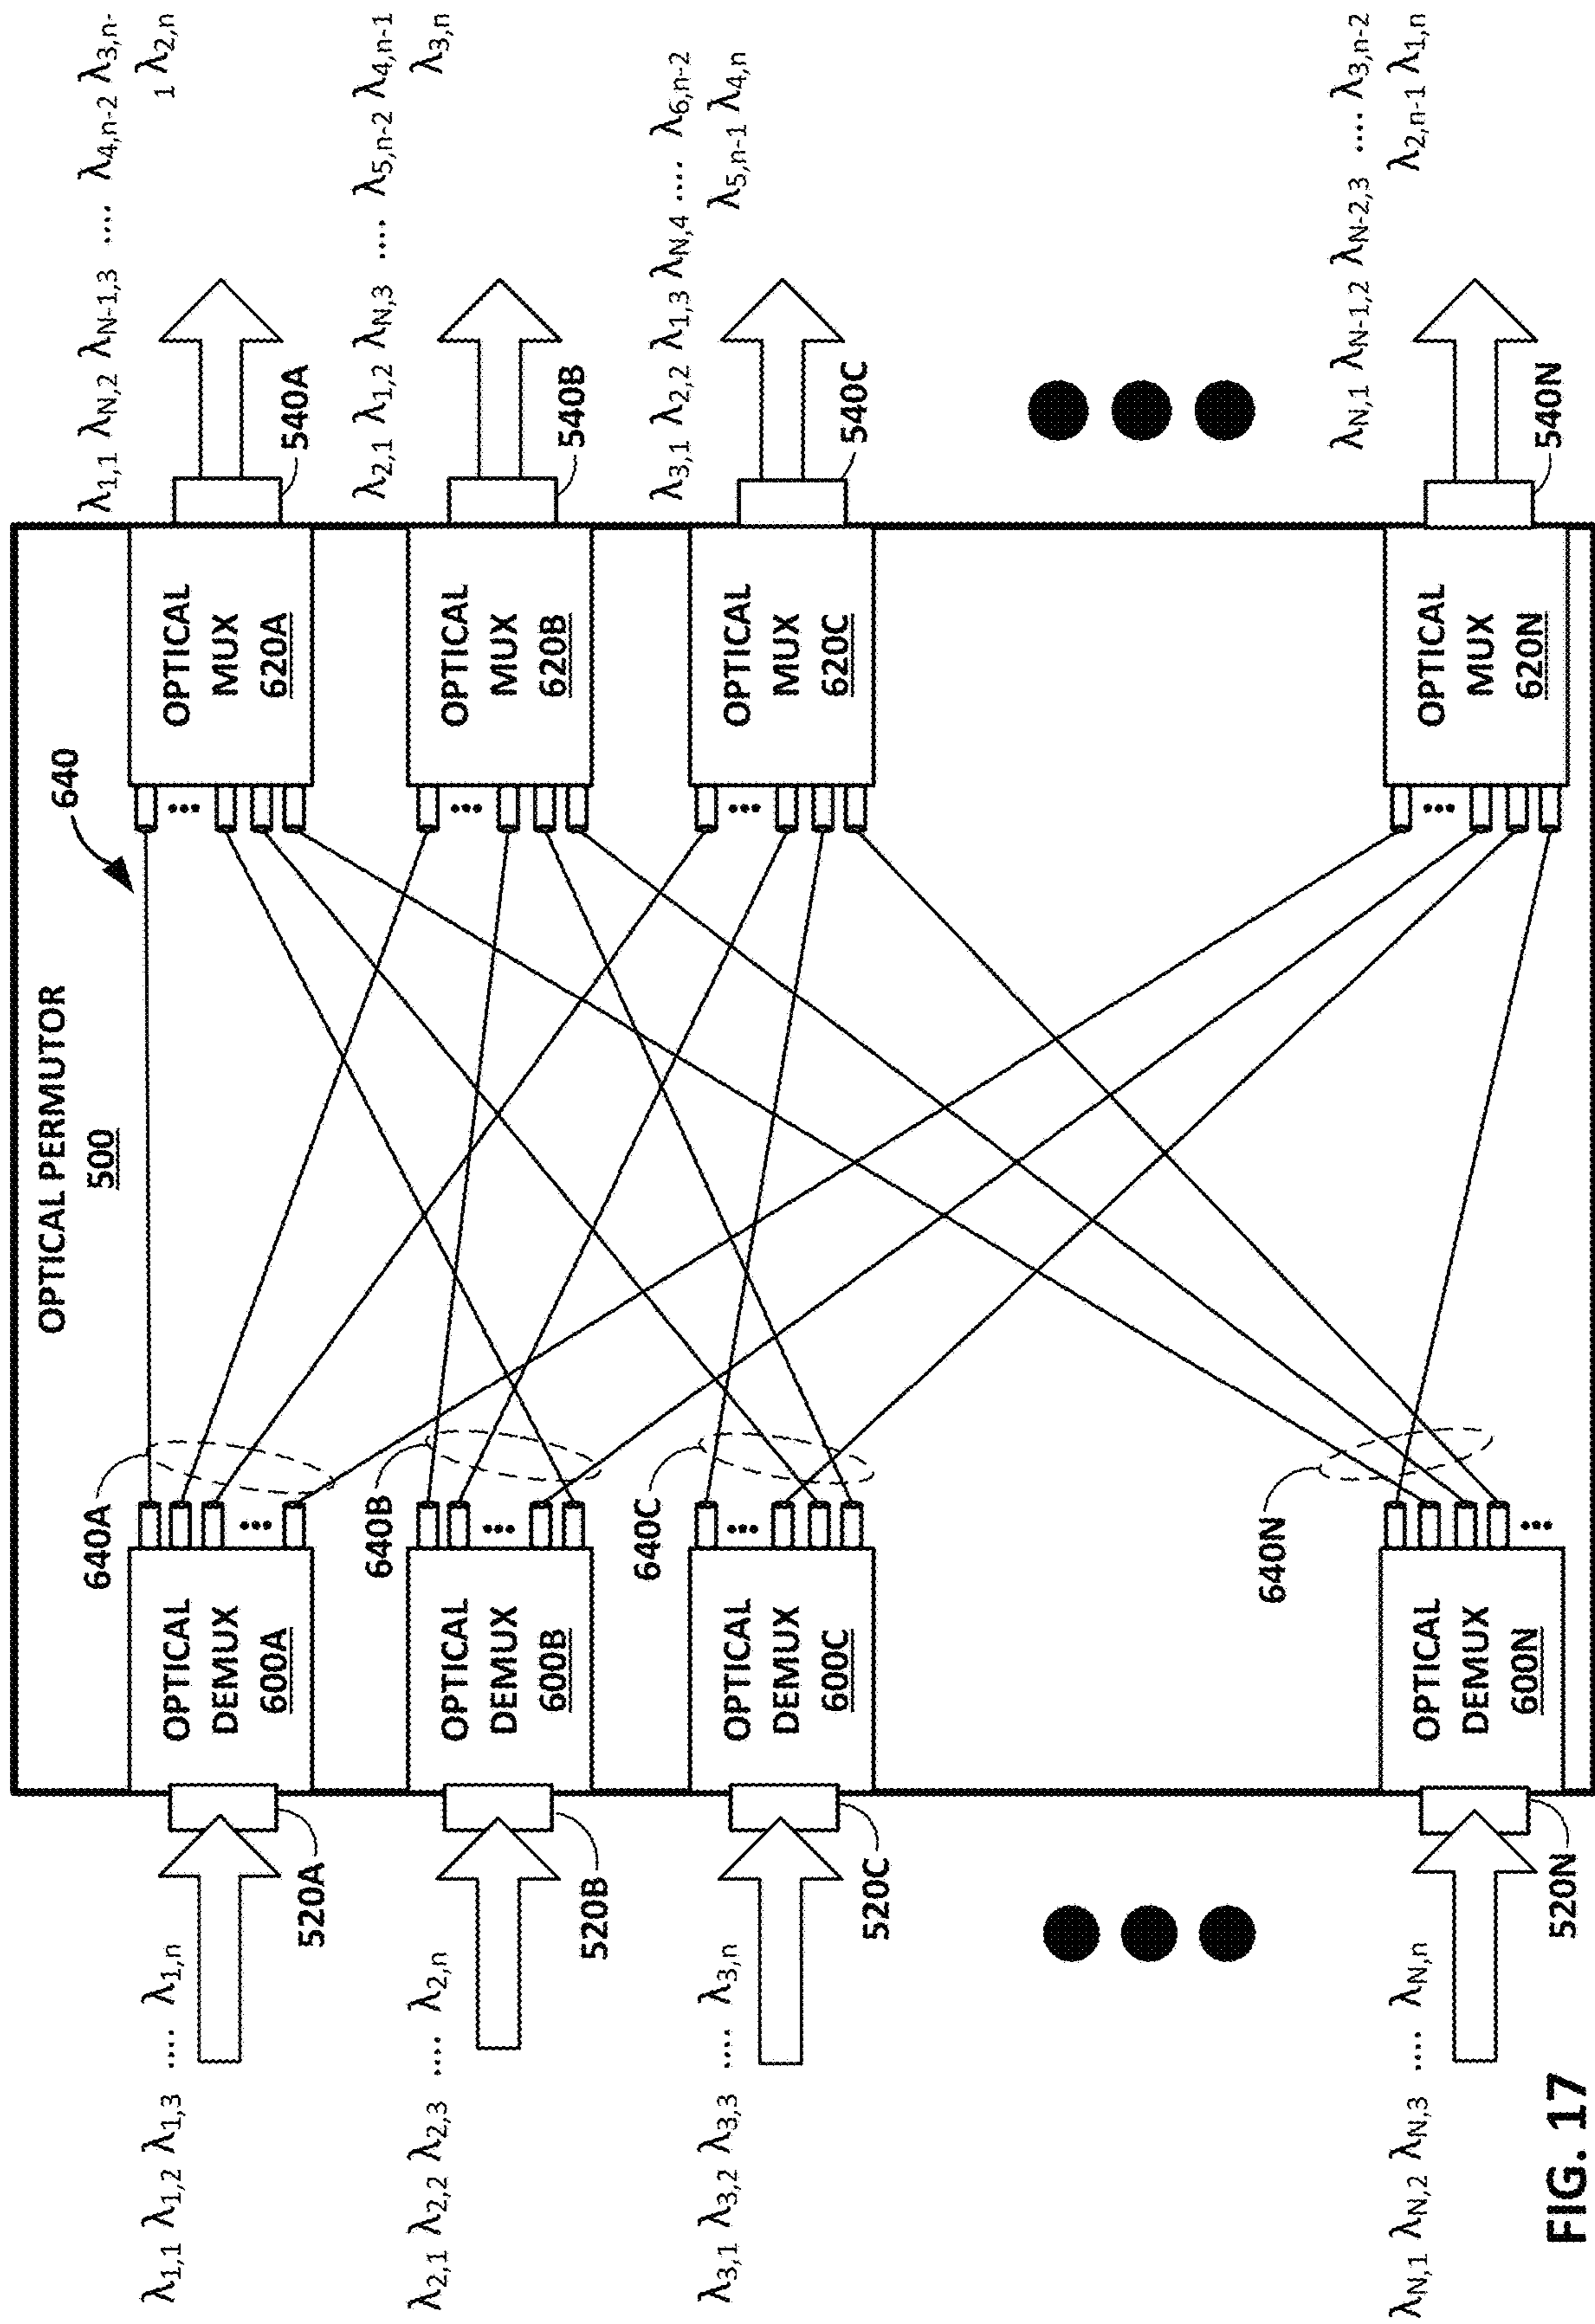 OPTICAL PERMUTOR
500
640
λ1,1 λ1,2 λ1,3 .... λ1,n
520A
OPTICAL
DEMUX
600A
640A
OPTICAL
MUX
620A
540A
λ1,1 λN,2 λN-1,3 .... λ4,n-2 λ3,n-
1 λ2,n
λ2,1 λ2,2 λ2,3 .... λ2,n
520B
OPTICAL
DEMUX
600B
640B
OPTICAL
MUX
620B
540B
λ2,1 λ1,2 λN,3 .... λ5,n-2 λ4,n-1
λ3,n
λ3,1 λ3,2 λ3,3 .... λ3,n
520C
OPTICAL
DEMUX
600C
640C
OPTICAL
MUX
620C
540C
λ3,1 λ2,2 λ1,3 λN,4 .... λ6,n-2
λ5,n-1 λ4,n
λN,1 λN,2 λN,3 .... λN,n
520N
OPTICAL
DEMUX
600N
640N
OPTICAL
MUX
620N
540N
λN,1 λN-1,2 λN-2,3 .... λ3,n-2
λ2,n-1 λ1,n
FIG. 17